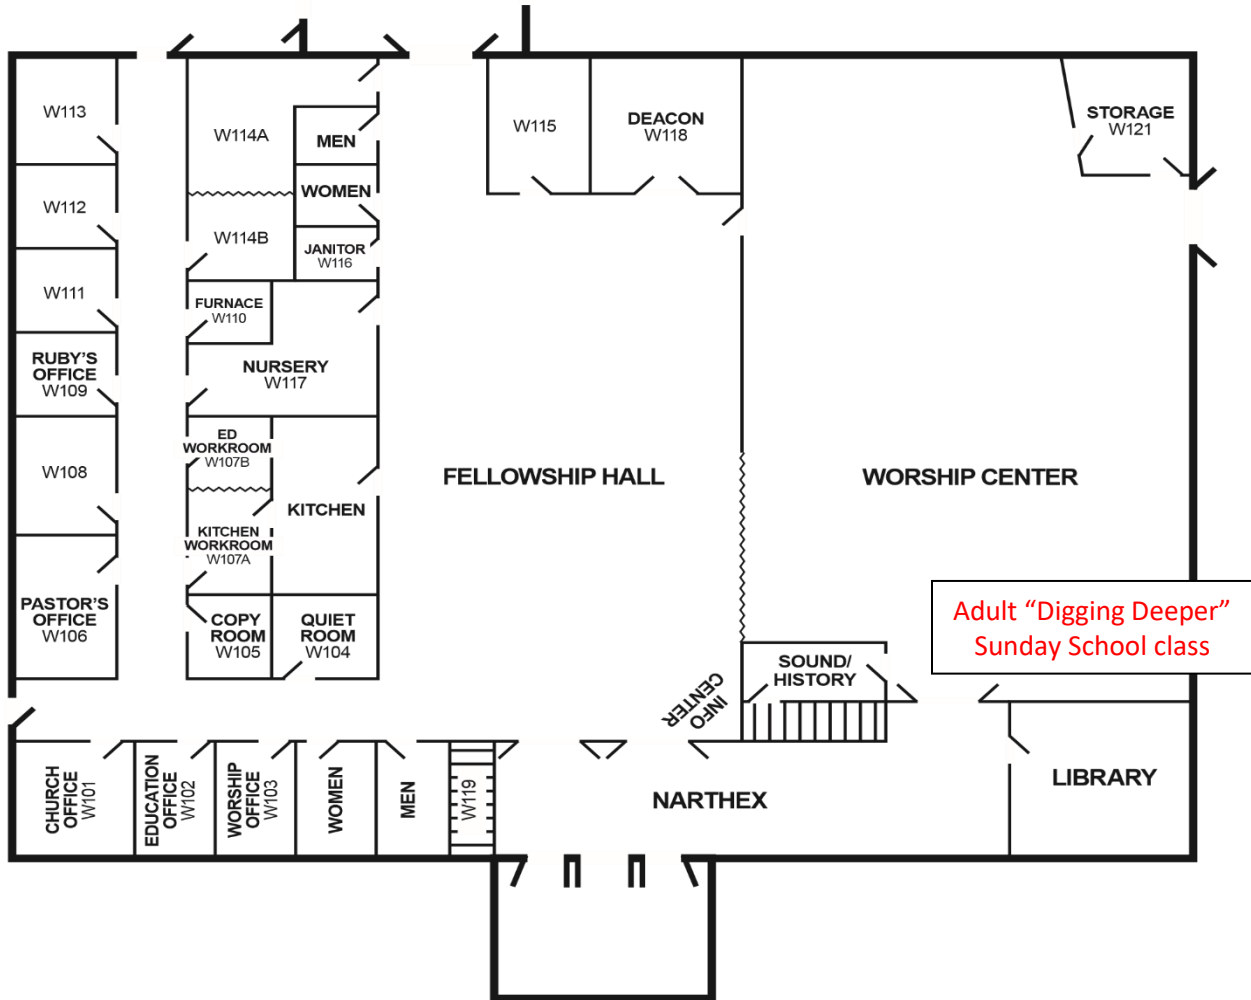 W113
W112
W111
RUBY'S
OFFICE
W109
W108
PASTOR'S
OFFICE
W106
W114A
MEN
WOMEN
W114B
JANITOR
W116
FURNACE
W110
NURSERY
W117
ED
WORKROOM
W107B
KITCHEN
KITCHEN
WORKROOM
W107A
COPY
ROOM
W105
QUIET
ROOM
W104
W115
DEACON
W118
STORAGE
W121
FELLOWSHIP HALL
WORSHIP CENTER
Adult “Digging Deeper”
Sunday School class
SOUND/
HISTORY
INFO
CENTER
CHURCH
OFFICE
W101
EDUCATION
OFFICE
W102
WORSHIP
OFFICE
W103
WOMEN
MEN
W119
NARTHEX
LIBRARY